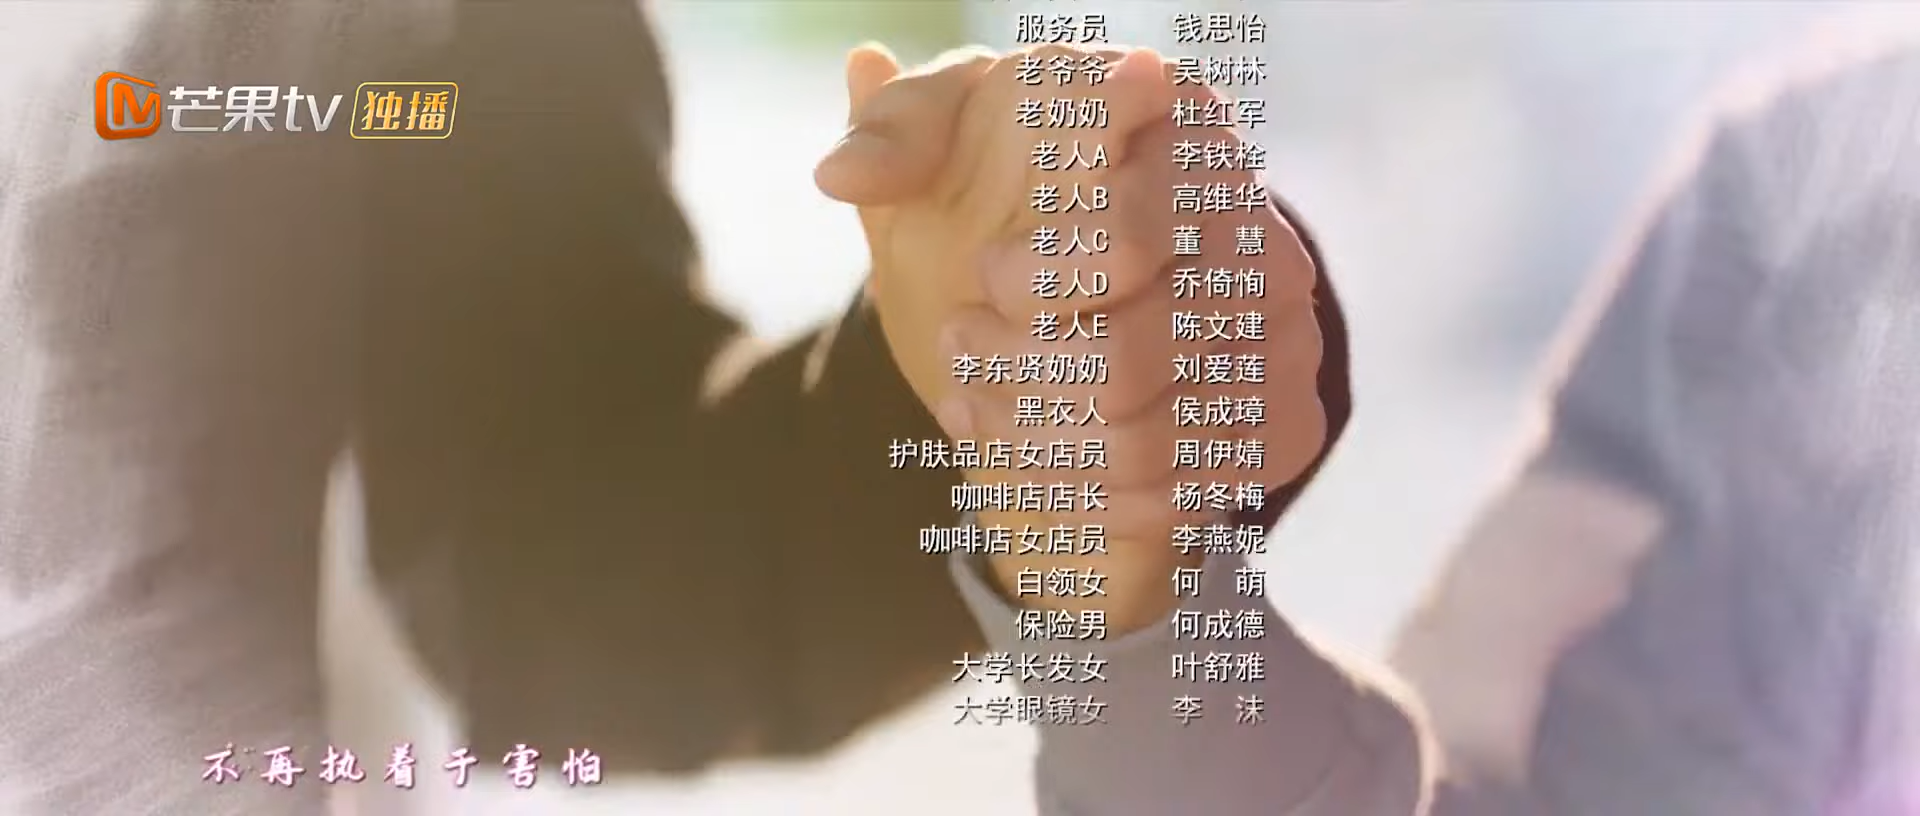 芒果tv 独播
服务员 钱思怡
老爷爷 吴树林
老奶奶 杜红军
老人A 李铁栓
老人B 高维华
老人C 董 慧
老人D 乔倚恂
老人E 陈文建
李东贤奶奶 刘爱莲
黑衣人 侯成璋
护肤品店女店员 周伊婧
咖啡店店长 杨冬梅
咖啡店女店员 李燕妮
白领女 何 萌
保险男 何成德
大学长发女 叶舒雅
大学眼镜女 李 沫
不再执着于害怕